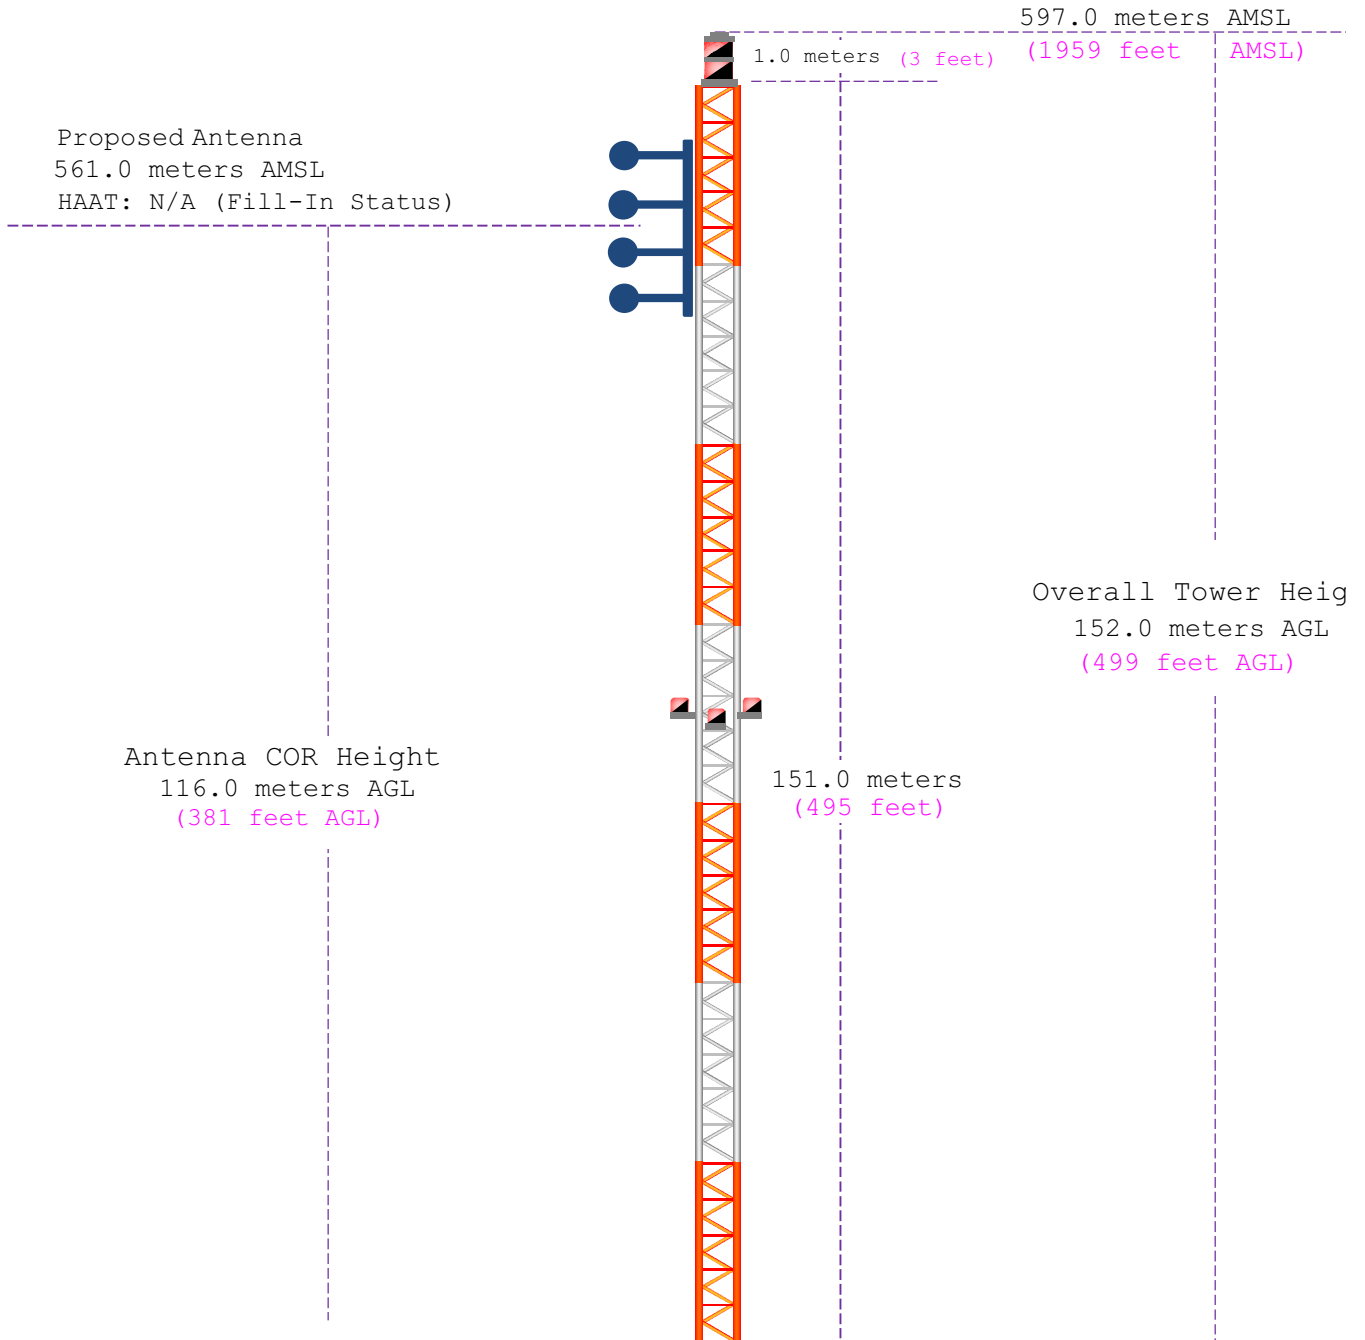 597.0 meters AMSL
1.0 meters (3 feet)
(1959 feet AMSL)
Proposed Antenna
561.0 meters AMSL
HAAT: N/A (Fill-In Status)
Overall Tower Heig
152.0 meters AGL
(499 feet AGL)
Antenna COR Height
116.0 meters AGL
(381 feet AGL)
151.0 meters
(495 feet)